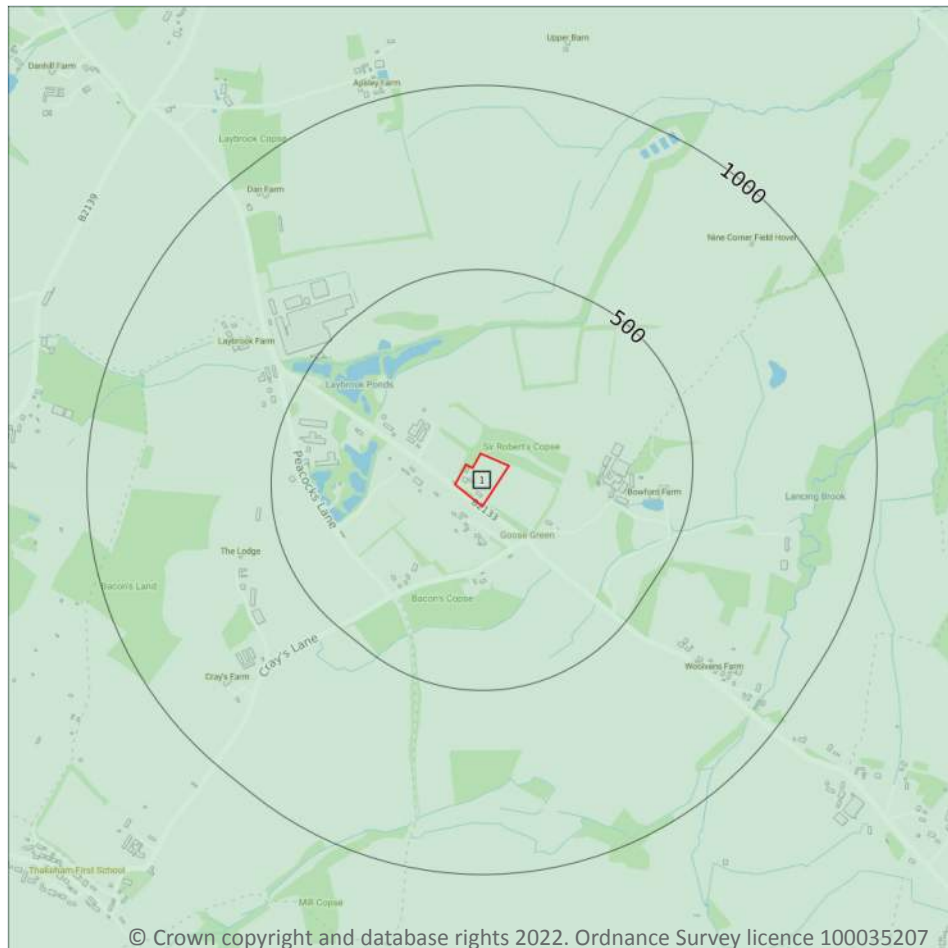 Upper Barn
Danhill Farm
Apsley Farm
Laybrook Copse
1000
Dan Farm
B2139
Nine Corner Field Hovel
500
Laybrook Farm
Laybrook Ponds
Sir Robert's Copse
1
Peacocks Lane
Bowford Farm
Lancing Brook
B2133
Goose Green
The Lodge
Bacon's Land
Bacon's Copse
Cray's Lane
Woolvens Farm
Cray's Farm
Thakeham First School
Mill Copse
© Crown copyright and database rights 2022. Ordnance Survey licence 100035207